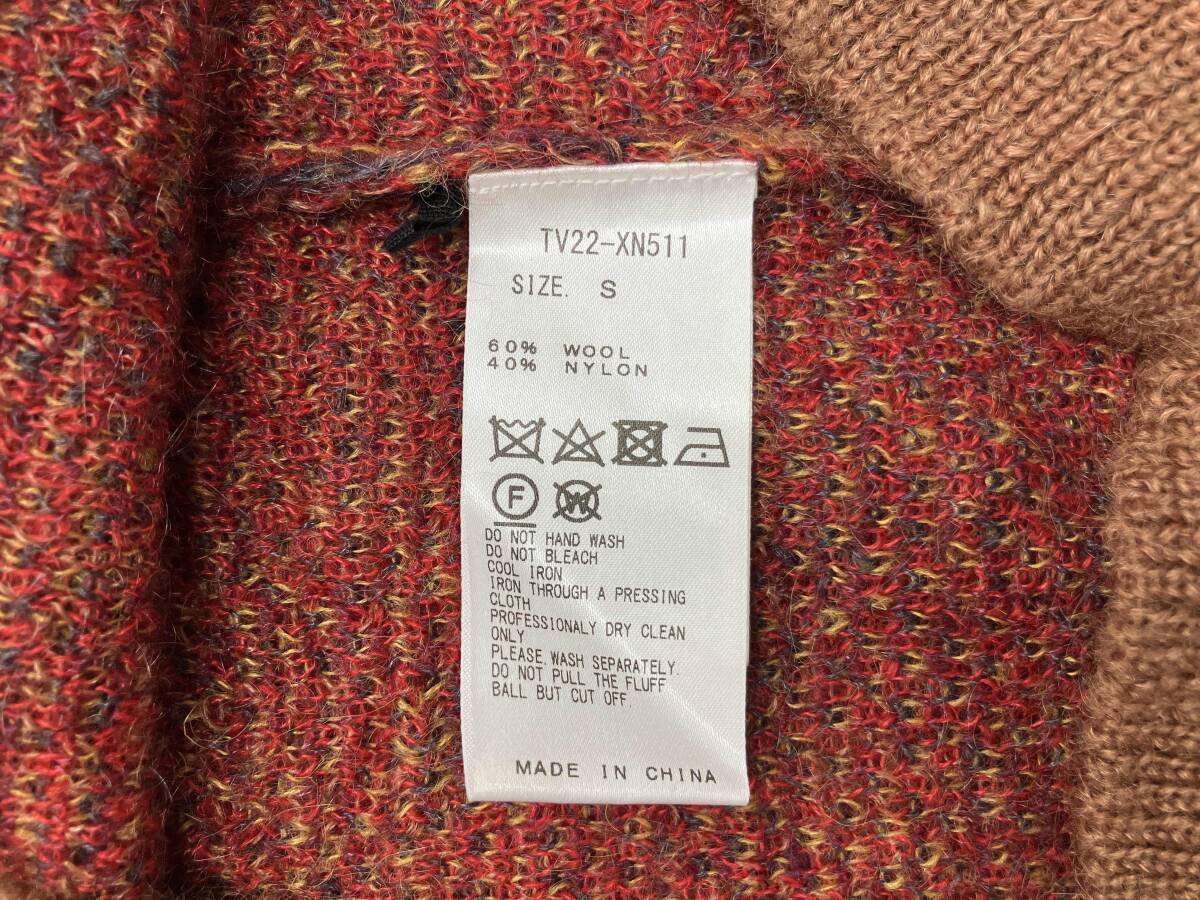 TV22-XN511
SIZE. S
60% WOOL
40% NYLON
F
W
DO NOT HAND WASH
DO NOT BLEACH
COOL IRON
IRON THROUGH A PRESSING
CLOTH
PROFESSIONALY DRY CLEAN
ONLY
PLEASE.WASH SEPARATELY.
DO NOT PULL THE FLUFF
BALL BUT CUT OFF.
MADE IN CHINA